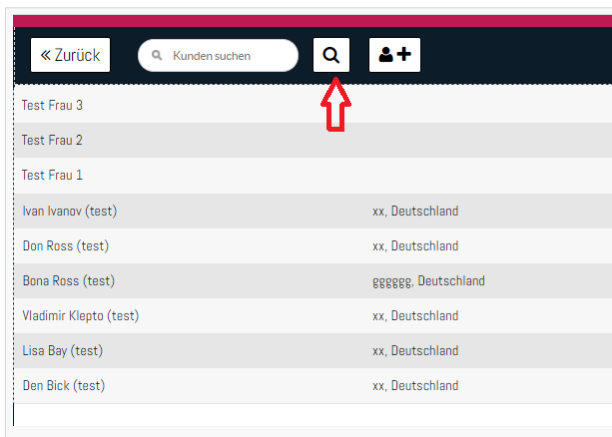 « Zurück Kunden suchen
Test Frau 3
Test Frau 2
Test Frau 1
Ivan Ivanov (test) xx, Deutschland
Don Ross (test) xx, Deutschland
Bona Ross (test) gggggg, Deutschland
Vladimir Klepto (test) xx, Deutschland
Lisa Bay (test) xx, Deutschland
Den Bick (test) xx, Deutschland